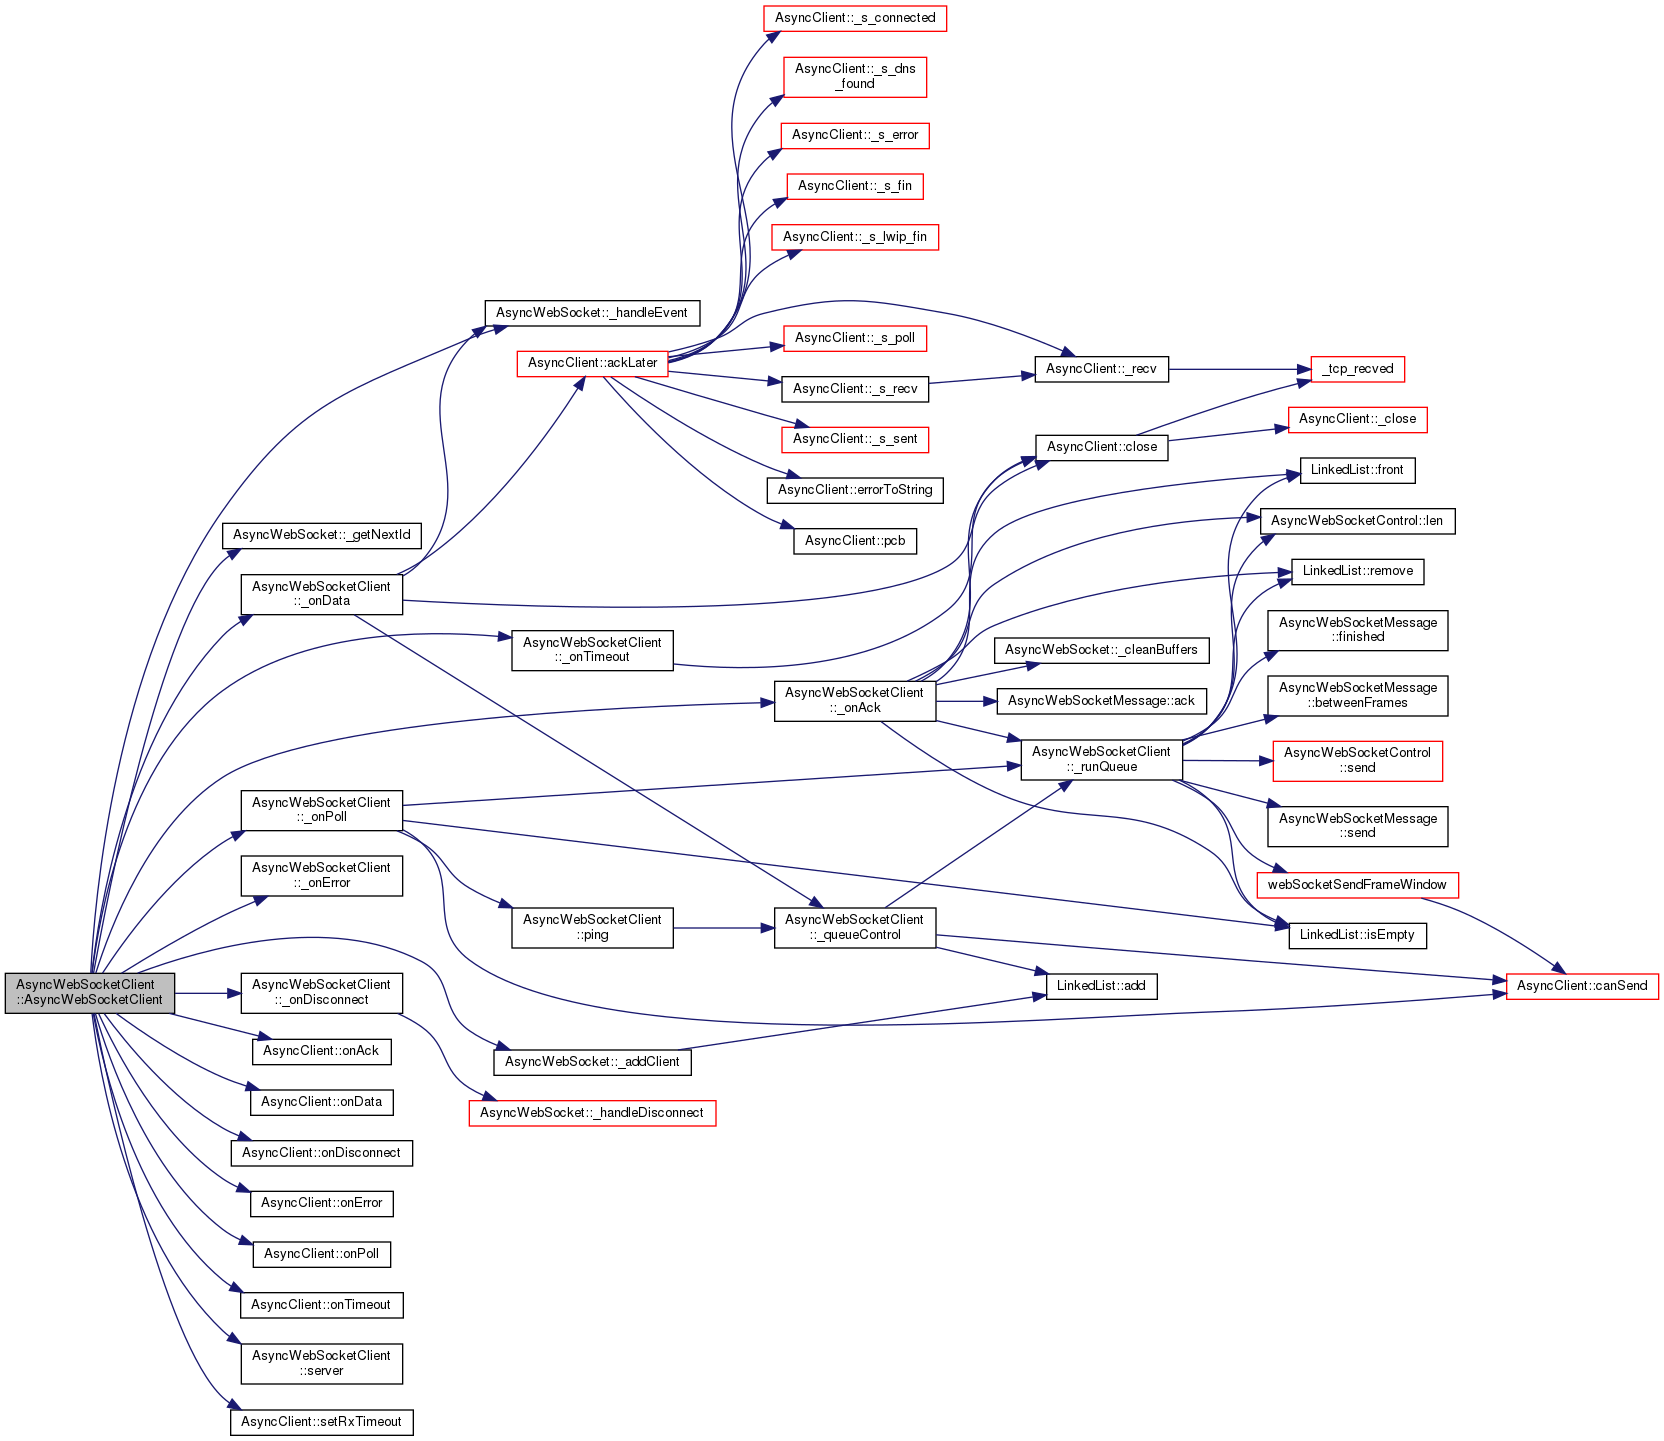 AsyncClient::_s_connected
AsyncClient::_s_dns
_found
AsyncClient::_s_error
AsyncClient::_s_fin
AsyncClient::_s_lwip_fin
AsyncWebSocket::_handleEvent
AsyncClient::ackLater
AsyncClient::_s_poll
AsyncClient::_s_recv
AsyncClient::_recv
_tcp_recved
AsyncClient::_s_sent
AsyncClient::close
AsyncClient::_close
AsyncClient::errorToString
LinkedList::front
AsyncWebSocket::_getNextId
AsyncClient::pcb
AsyncWebSocketControl::len
AsyncWebSocketClient
::_onData
LinkedList::remove
AsyncWebSocketClient
::_onTimeout
AsyncWebSocket::_cleanBuffers
AsyncWebSocketMessage
::finished
AsyncWebSocketClient
::_onAck
AsyncWebSocketMessage::ack
AsyncWebSocketMessage
::betweenFrames
AsyncWebSocketClient
::_runQueue
AsyncWebSocketControl
::send
AsyncWebSocketClient
::_onPoll
AsyncWebSocketMessage
::send
AsyncWebSocketClient
::_onError
webSocketSendFrameWindow
AsyncWebSocketClient
::ping
AsyncWebSocketClient
::_queueControl
LinkedList::isEmpty
AsyncWebSocketClient
::AsyncWebSocketClient
AsyncWebSocketClient
::_onDisconnect
LinkedList::add
AsyncClient::canSend
AsyncClient::onAck
AsyncWebSocket::_addClient
AsyncClient::onData
AsyncWebSocket::_handleDisconnect
AsyncClient::onDisconnect
AsyncClient::onError
AsyncClient::onPoll
AsyncClient::onTimeout
AsyncWebSocketClient
::server
AsyncClient::setRxTimeout